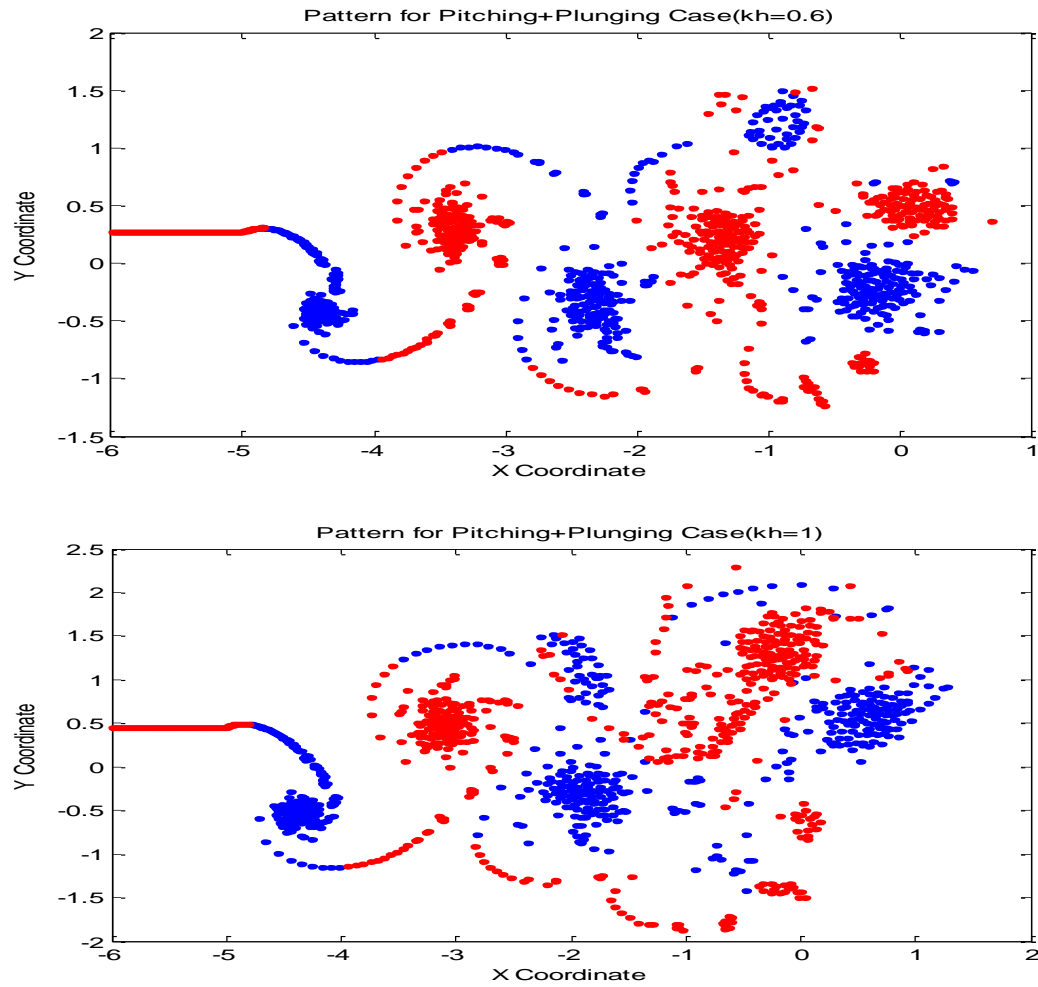 Pattern for Pitching+Plunging Case(kh=0.6)
2
1.5
1
0.5
0
-0.5
-1
-1.5
Y Coordinate
-6 -5 -4 -3 -2 -1 0 1
X Coordinate
Pattern for Pitching+Plunging Case(kh=1)
2.5
2
1.5
1
0.5
0
-0.5
-1
-1.5
-2
Y Coordinate
-6 -5 -4 -3 -2 -1 0 1 2
X Coordinate